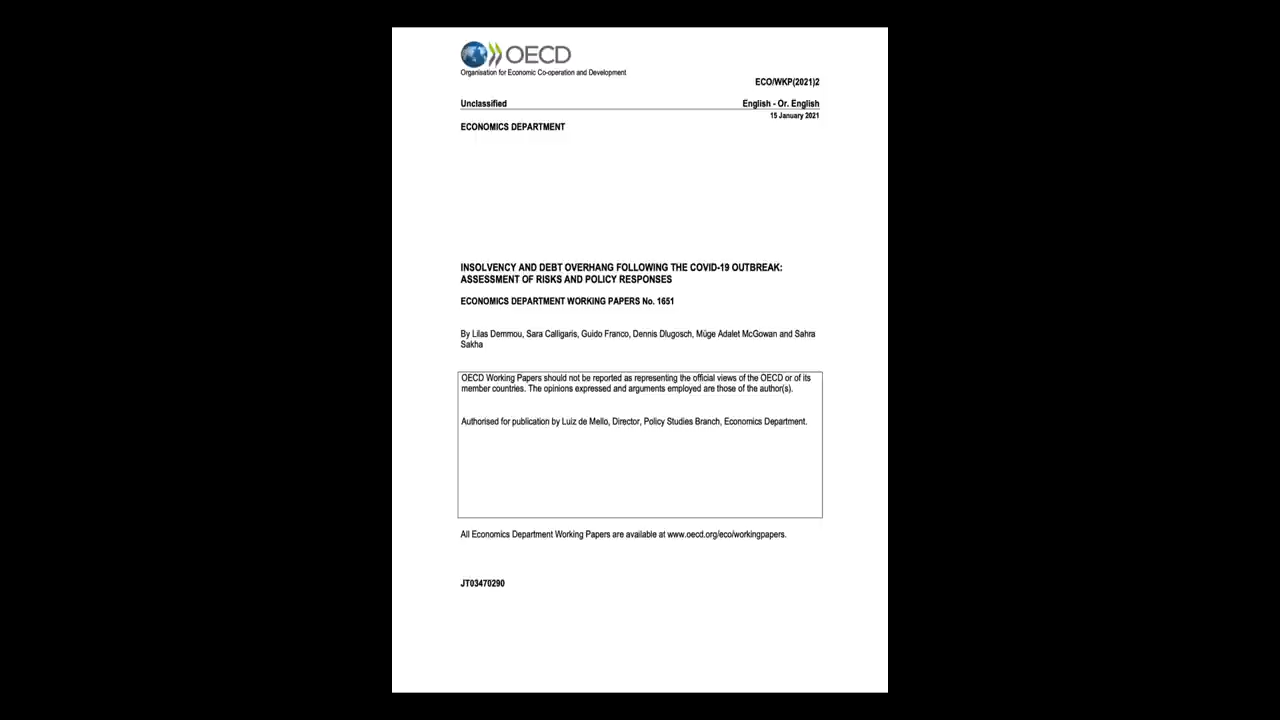 OECD
Organisation for Economic Co-operation and Development
ECO/WKP(2021)2
Unclassified
English - Or. English
15 January 2021
ECONOMICS DEPARTMENT
INSOLVENCY AND DEBT OVERHANG FOLLOWING THE COVID-19 OUTBREAK:
ASSESSMENT OF RISKS AND POLICY RESPONSES
ECONOMICS DEPARTMENT WORKING PAPERS No. 1651
By Lilas Demmou, Sara Calligaris, Guido Franco, Dennis Dlugosch, Müge Adalet McGowan and Sahra
Sakha
OECD Working Papers should not be reported as representing the official views of the OECD or of its
member countries. The opinions expressed and arguments employed are those of the author(s).
Authorised for publication by Luiz de Mello, Director, Policy Studies Branch, Economics Department.
All Economics Department Working Papers are available at www.oecd.org/eco/workingpapers.
JT03470290